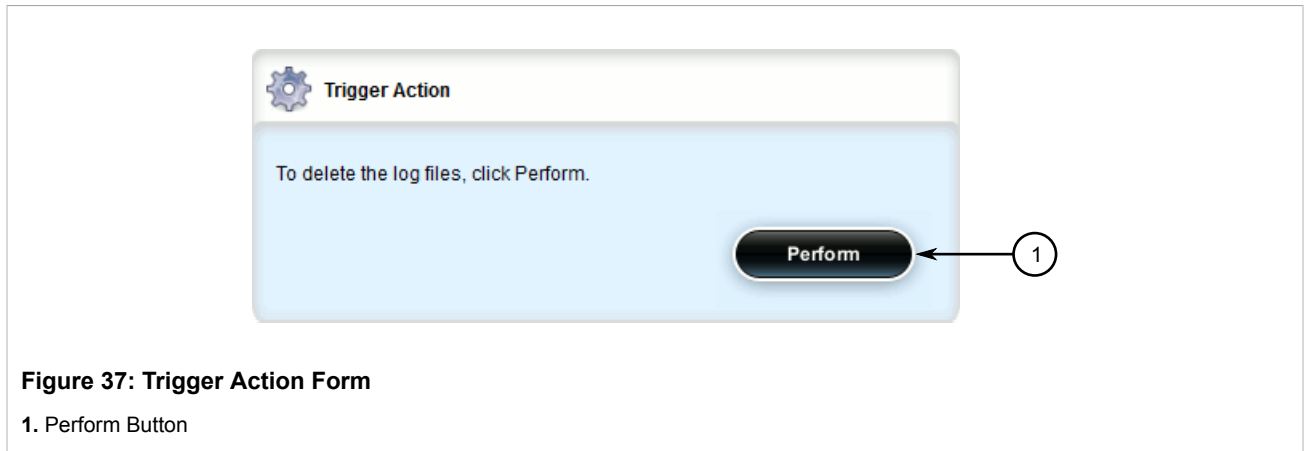 Trigger Action
To delete the log files, click Perform.
Perform
1
Figure 37: Trigger Action Form
1. Perform Button